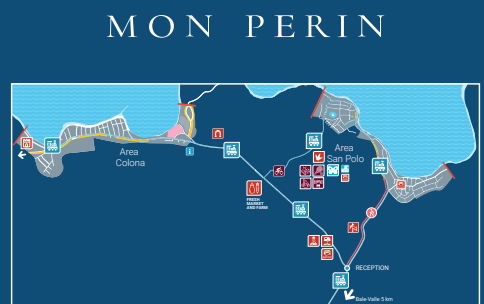 MON PERIN
Area
Colona
Area
San Polo
FRESH
MARKET
AND FARM
RECEPTION
Bale-Valle 5 km